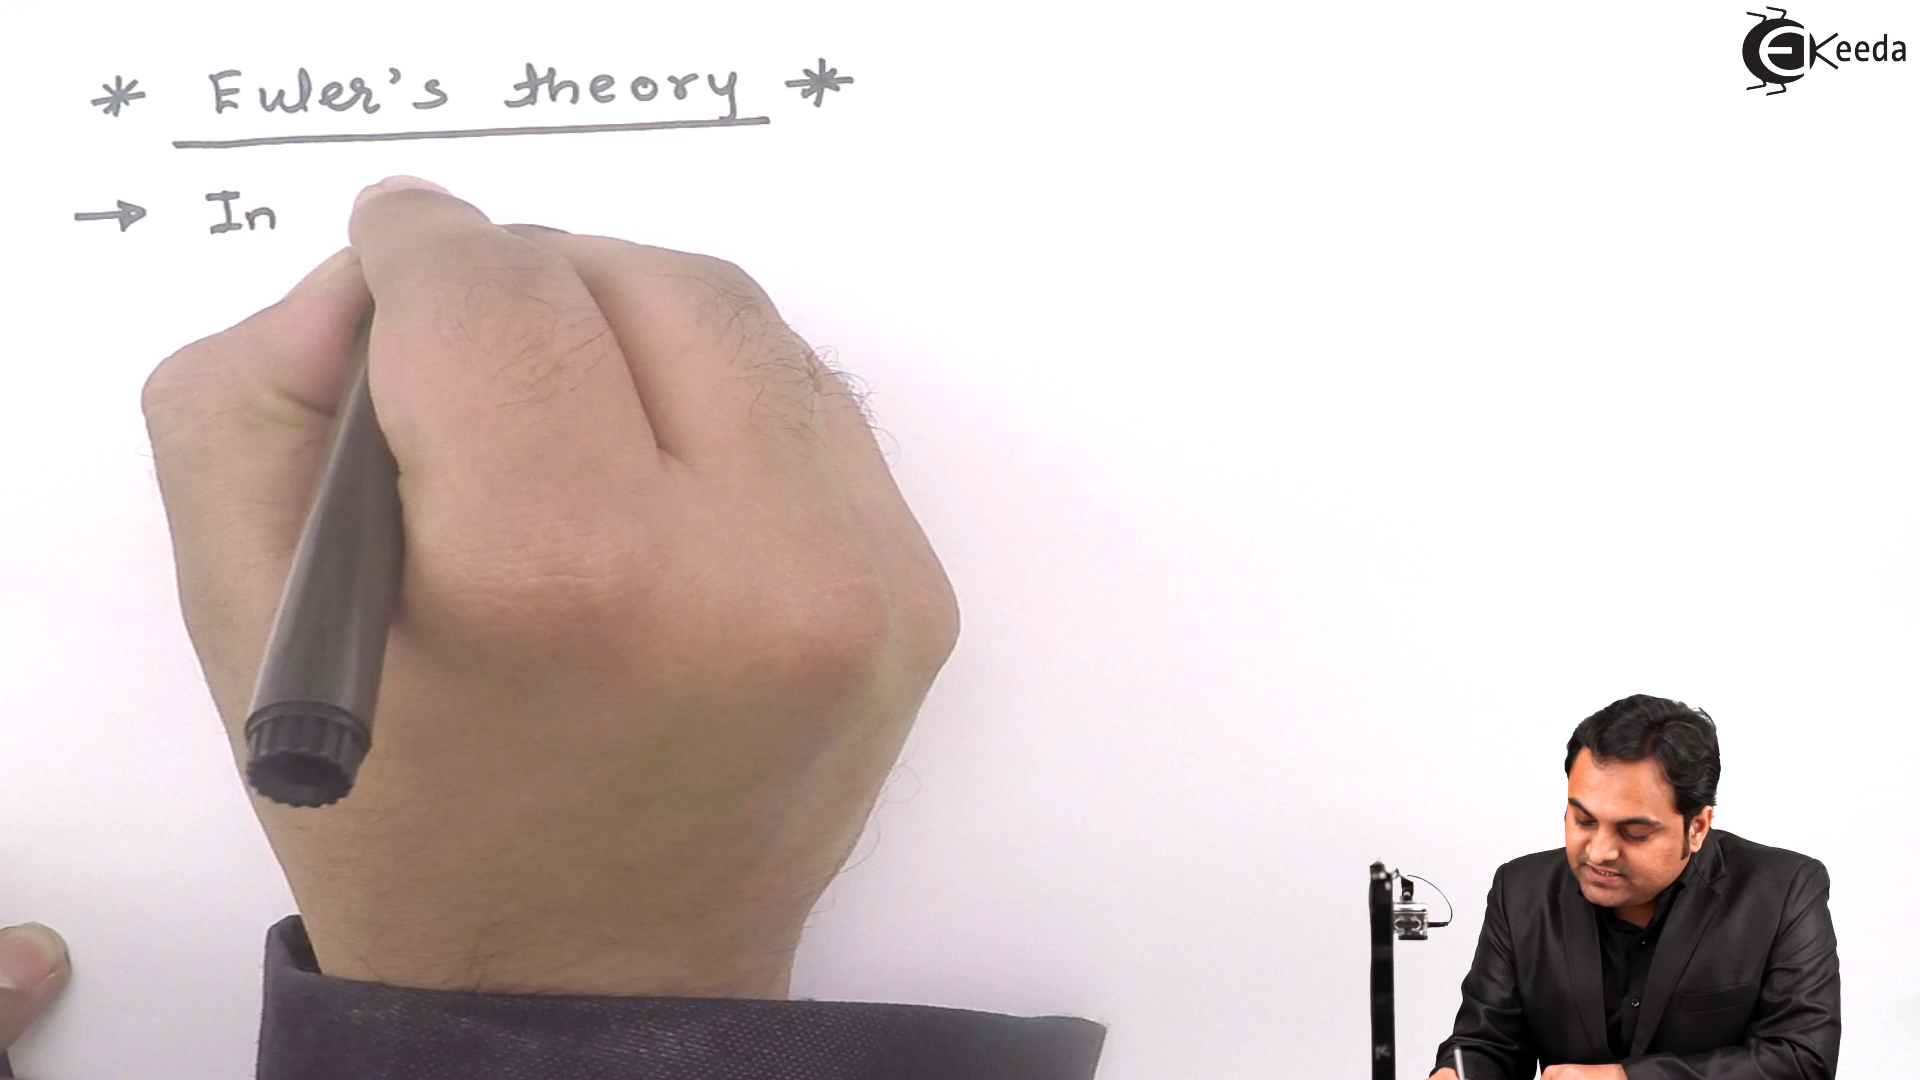 * Euler's theory *
→ In
EKeeda